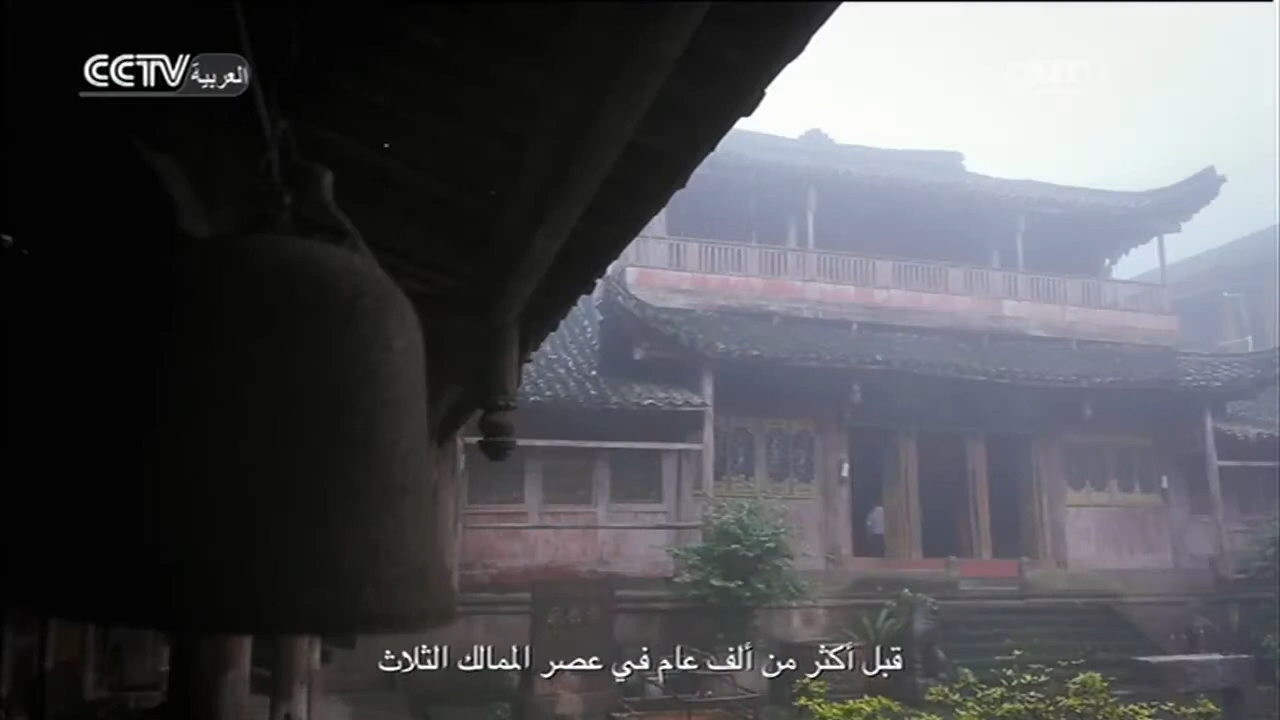 CCTV العربية
قبل أكثر من ألف عام في عصر الممالك الثلاث